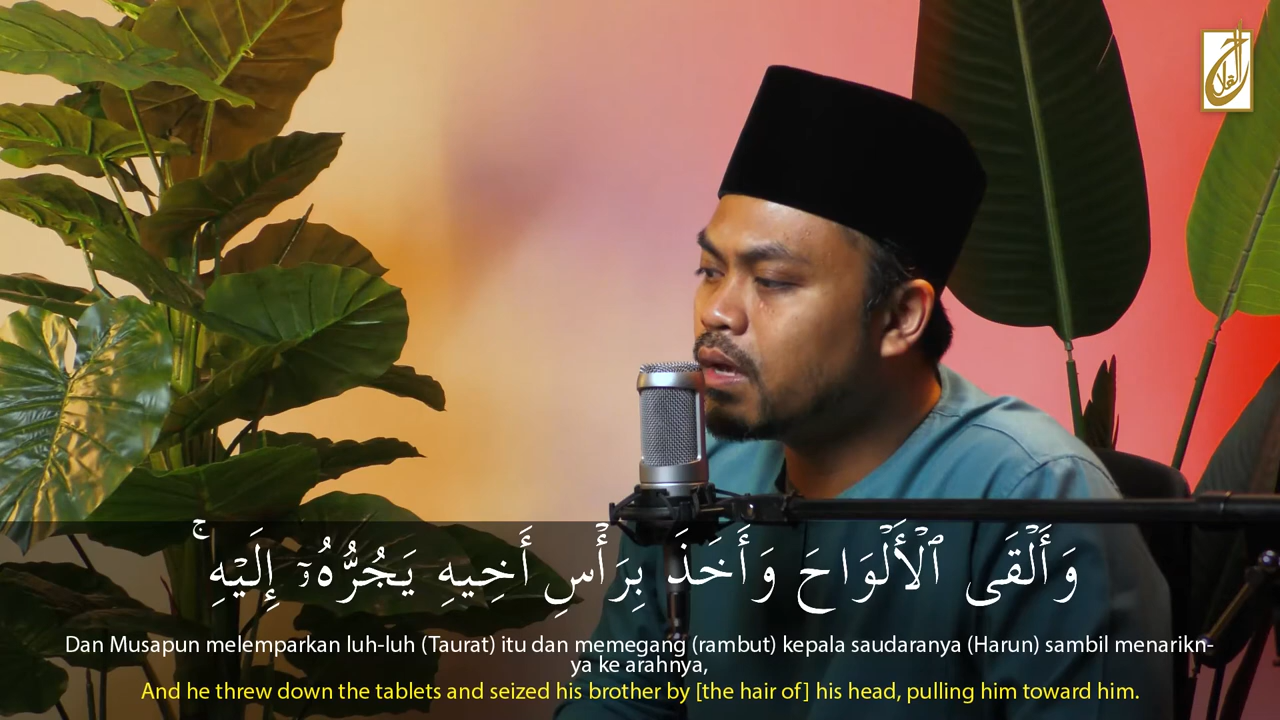 وَأَلْقَى ٱلْأَلْوَاحَ وَأَخَذَ بِرَأْسِ أَخِيهِ يَجُرُّهُۥٓ إِلَيْهِ ۚ
Dan Musapun melemparkan luh-luh (Taurat) itu dan memegang (rambut) kepala saudaranya (Harun) sambil menarikn-
ya ke arahnya,
And he threw down the tablets and seized his brother by [the hair of] his head, pulling him toward him.